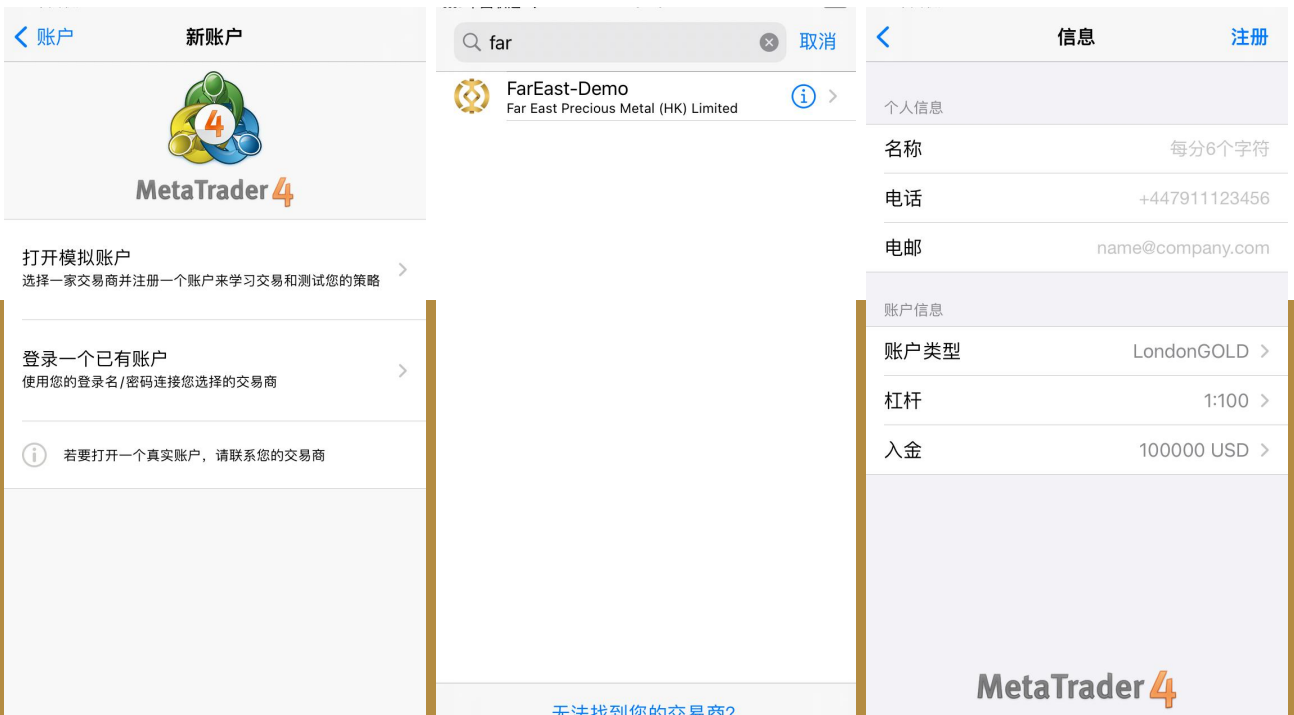 账户
新账户
4
MetaTrader 4
打开模拟账户
选择一家交易商并注册一个账户来学习交易和测试您的策略
登录一个已有账户
使用您的登录名/密码连接您选择的交易商
若要打开一个真实账户，请联系您的交易商
far
取消
FarEast-Demo
Far East Precious Metal (HK) Limited
无法找到您的交易商?
信息
注册
个人信息
名称
每分6个字符
电话
+447911123456
电邮
name@company.com
账户信息
账户类型
LondonGOLD
杠杆
1:100
入金
100000 USD
MetaTrader 4